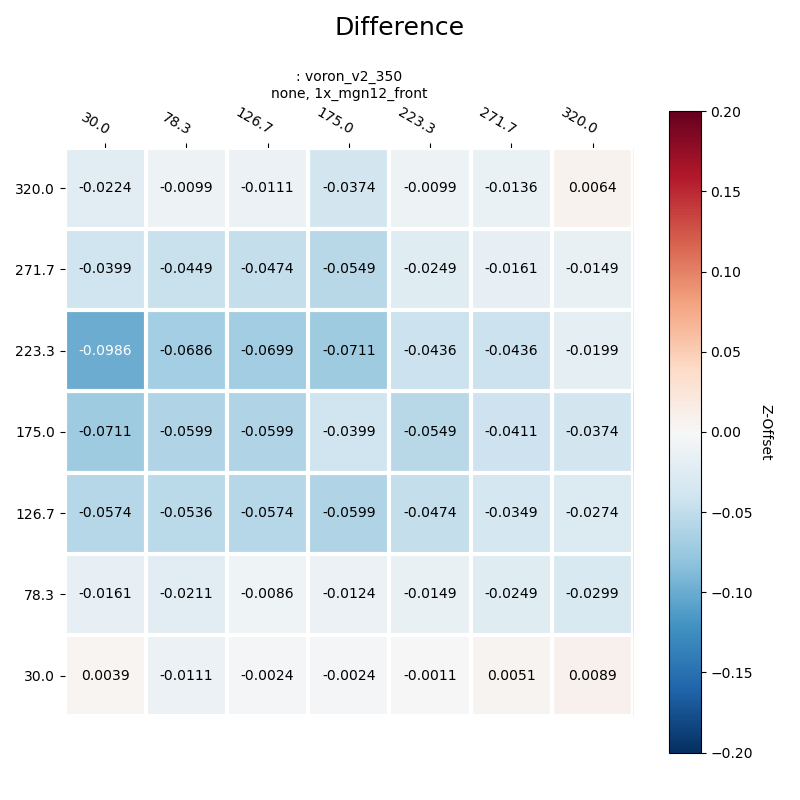 Difference
: voron_v2_350
none, 1x_mgn12_front
30.0 78.3 126.7 175.0 223.3 271.7 320.0
320.0 -0.0224 -0.0099 -0.0111 -0.0374 -0.0099 -0.0136 0.0064
271.7 -0.0399 -0.0449 -0.0474 -0.0549 -0.0249 -0.0161 -0.0149
223.3 -0.0986 -0.0686 -0.0699 -0.0711 -0.0436 -0.0436 -0.0199
175.0 -0.0711 -0.0599 -0.0599 -0.0399 -0.0549 -0.0411 -0.0374
126.7 -0.0574 -0.0536 -0.0574 -0.0599 -0.0474 -0.0349 -0.0274
78.3 -0.0161 -0.0211 -0.0086 -0.0124 -0.0149 -0.0249 -0.0299
30.0 0.0039 -0.0111 -0.0024 -0.0024 -0.0011 0.0051 0.0089
0.20
0.15
0.10
0.05
0.00
−0.05
−0.10
−0.15
−0.20
Z-Offset